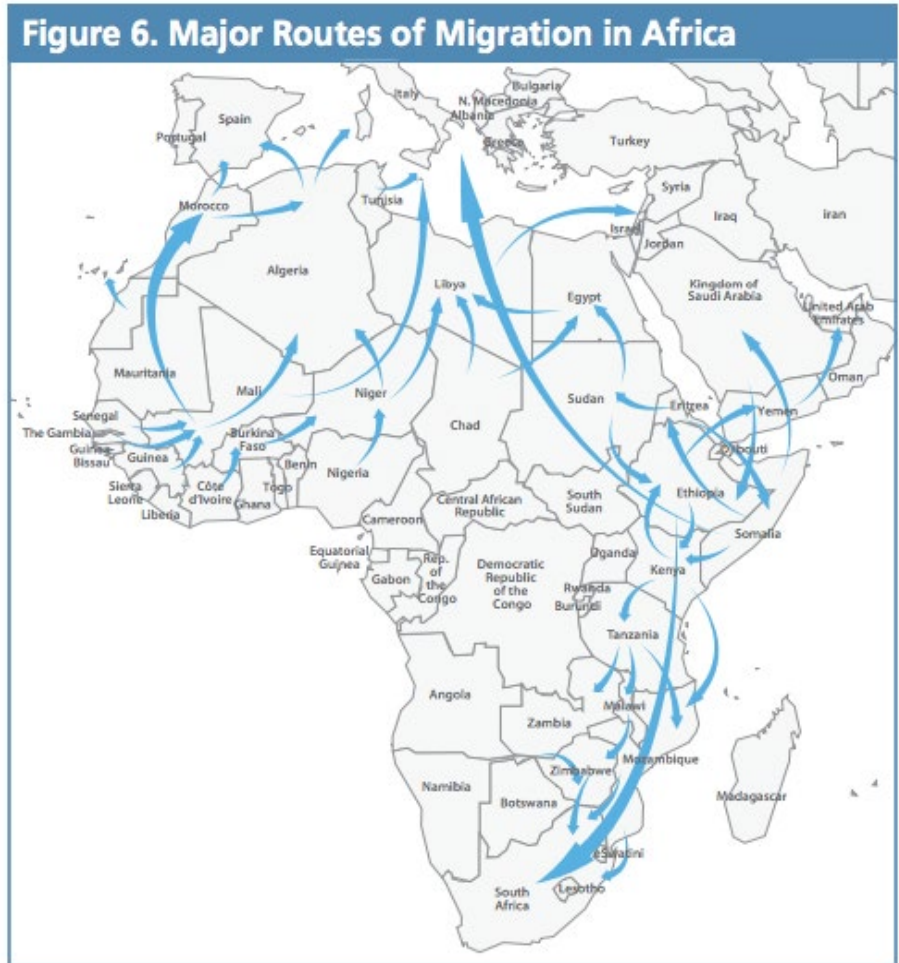 Figure 6. Major Routes of Migration in Africa
Italy
Bulgaria
N. Macedonia
Albania
Greece
Spain
Portugal
Turkey
Syria
Iraq
Iran
Israel
Jordan
Morocco
Tunisia
Algeria
Libya
Egypt
Kingdom of
Saudi Arabia
United Arab
Emirates
Oman
Yemen
Mauritania
Mali
Niger
Chad
Sudan
Eritrea
Djibouti
Senegal
The Gambia
Guinea
Bissau
Guinea
Sierra
Leone
Liberia
Côte
d'Ivoire
Burkina
Faso
Ghana
Togo
Benin
Nigeria
Cameroon
Central African
Republic
South
Sudan
Ethiopia
Somalia
Equatorial
Guinea
Gabon
Rep.
of
the
Congo
Democratic
Republic
of the
Congo
Uganda
Kenya
Rwanda
Burundi
Tanzania
Angola
Zambia
Malawi
Mozambique
Zimbabwe
Namibia
Botswana
Madagascar
eSwatini
Lesotho
South
Africa